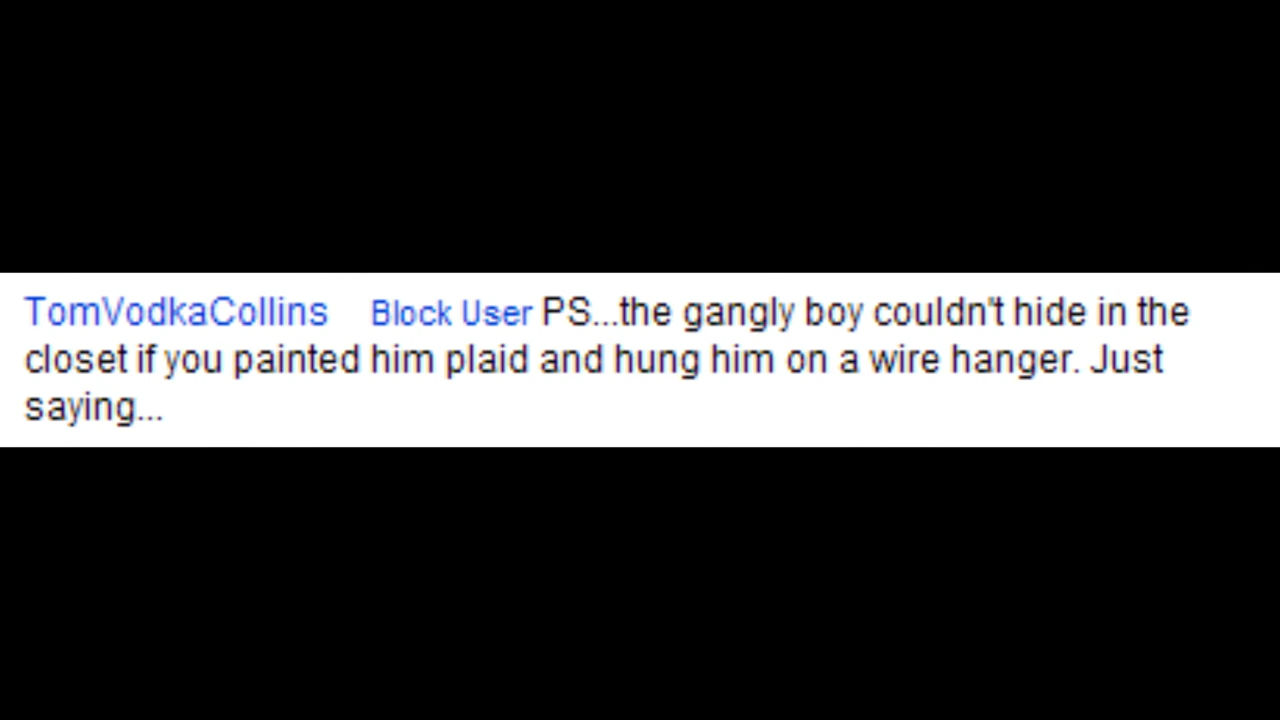 TomVodkaCollins Block User PS...the gangly boy couldn't hide in the
closet if you painted him plaid and hung him on a wire hanger. Just
saying...